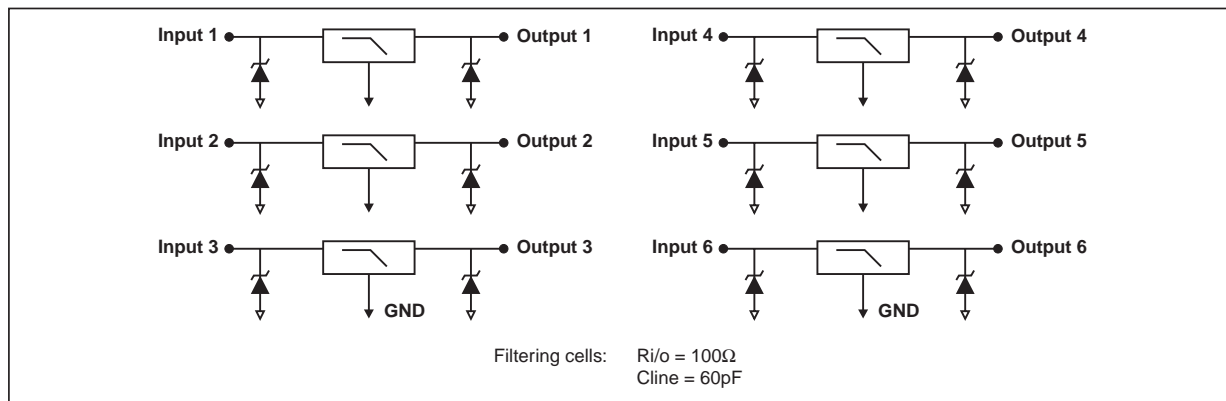 Input 1 Output 1 Input 4 Output 4
Input 2 Output 2 Input 5 Output 5
Input 3 Output 3 Input 6 Output 6
GND GND
Filtering cells: Ri/o = 100Ω
Cline = 60pF